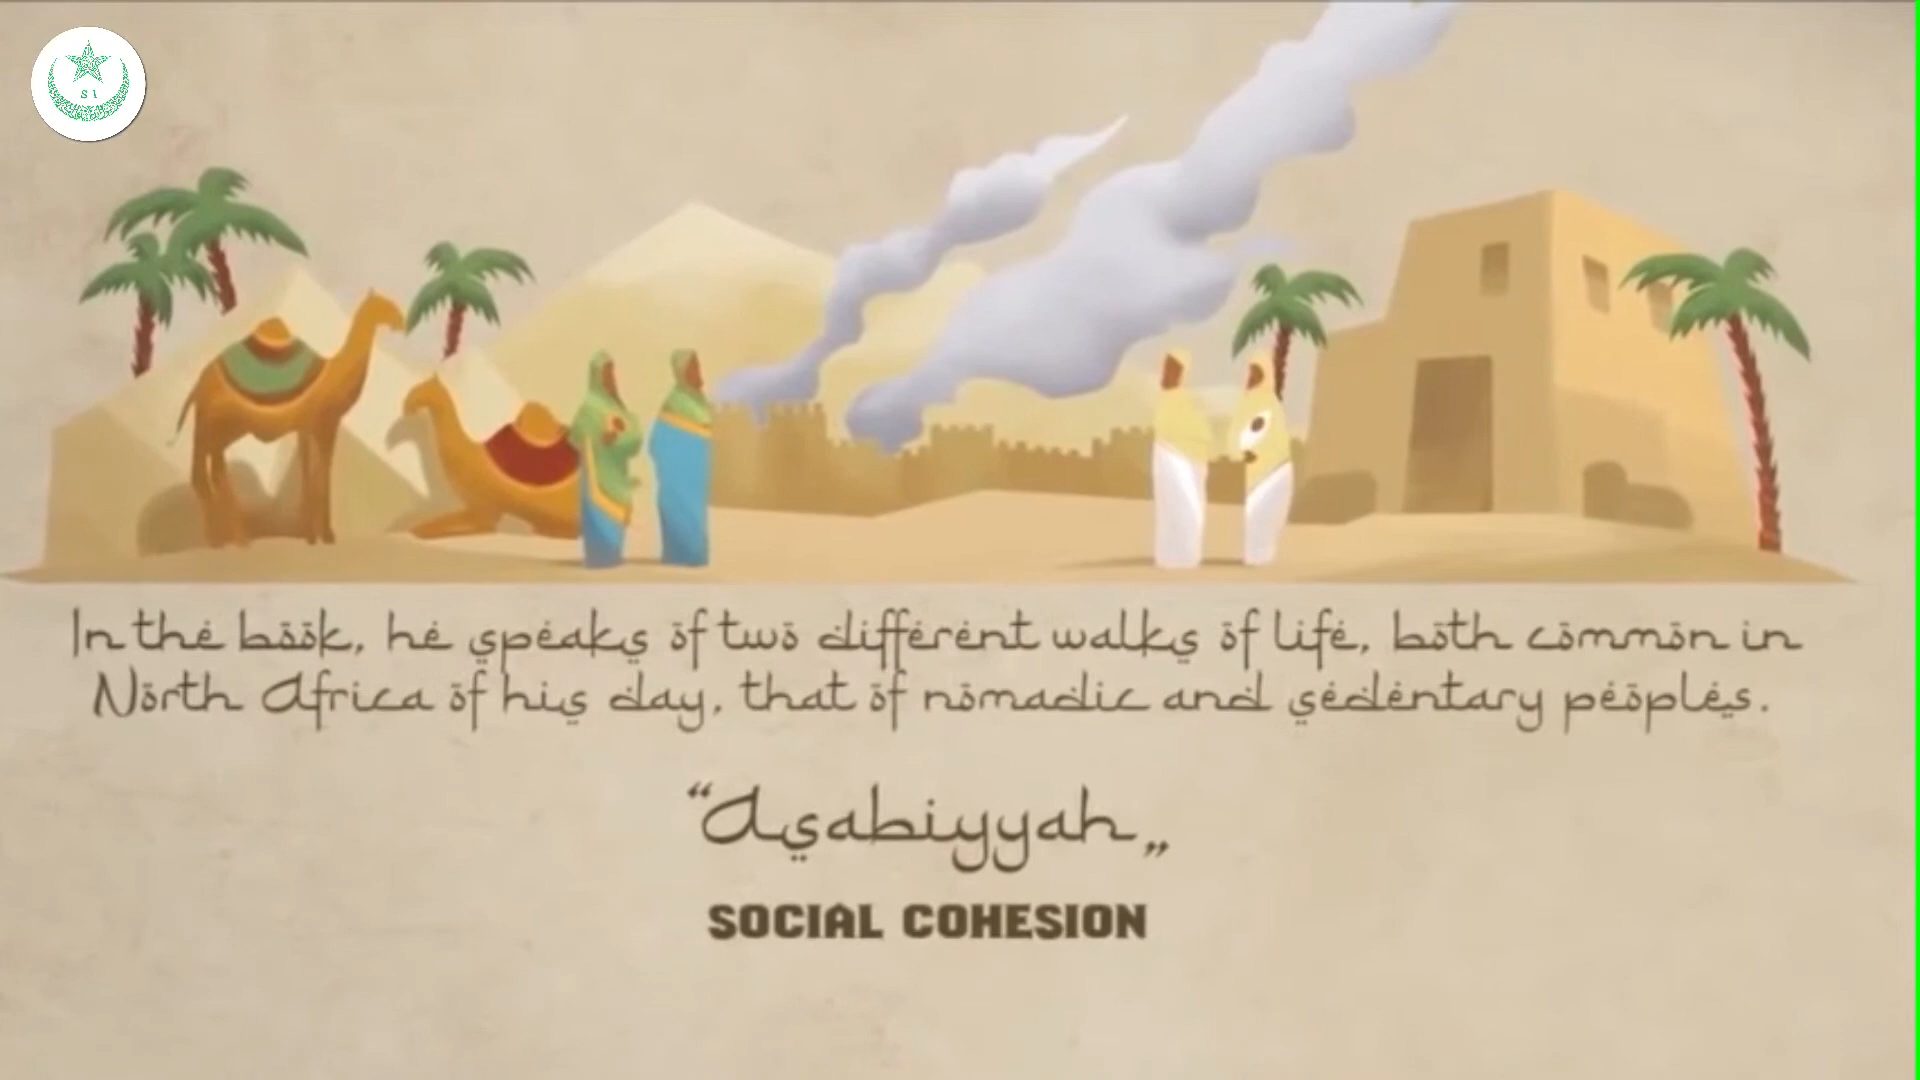 S I
In the book, he speaks of two different walks of life, both common in
North Africa of his day, that of nomadic and sedentary peoples.
“Asabiyyah„
SOCIAL COHESION